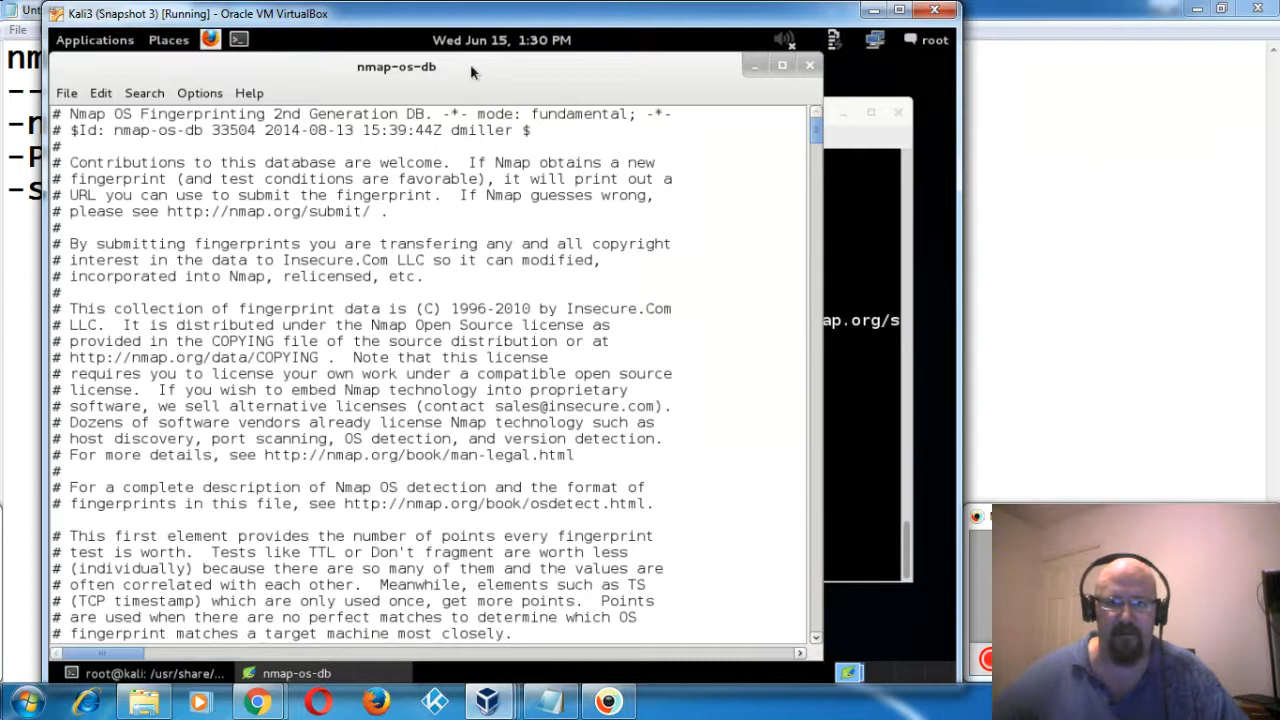 Kali3 (Snapshot 3) [Running] - Oracle VM VirtualBox
File
Applications Places Wed Jun 15, 1:30 PM root
nmap-os-db
File Edit Search Options Help
# Nmap OS Fingerprinting 2nd Generation DB. -*- mode: fundamental; -*-
# $Id: nmap-os-db 33504 2014-08-13 15:39:44Z dmiller $
#
# Contributions to this database are welcome.  If Nmap obtains a new
# fingerprint (and test conditions are favorable), it will print out a
# URL you can use to submit the fingerprint.  If Nmap guesses wrong,
# please see http://nmap.org/submit/ .
#
# By submitting fingerprints you are transfering any and all copyright
# interest in the data to Insecure.Com LLC so it can modified,
# incorporated into Nmap, relicensed, etc.
#
# This collection of fingerprint data is (C) 1996-2010 by Insecure.Com
# LLC.  It is distributed under the Nmap Open Source license as
# provided in the COPYING file of the source distribution or at
# http://nmap.org/data/COPYING .  Note that this license
# requires you to license your own work under a compatible open source
# license.  If you wish to embed Nmap technology into proprietary
# software, we sell alternative licenses (contact sales@insecure.com).
# Dozens of software vendors already license Nmap technology such as
# host discovery, port scanning, OS detection, and version detection.
# For more details, see http://nmap.org/book/man-legal.html
#
# For a complete description of Nmap OS detection and the format of
# fingerprints in this file, see http://nmap.org/book/osdetect.html.
# This first element provides the number of points every fingerprint
# test is worth.  Tests like TTL or Don't fragment are worth less
# (individually) because there are so many of them and the values are
# often correlated with each other.  Meanwhile, elements such as TS
# (TCP timestamp) which are only used once, get more points.  Points
# are used when there are no perfect matches to determine which OS
# fingerprint matches a target machine most closely.
ap.org/s
root@kali: /usr/share/... nmap-os-db